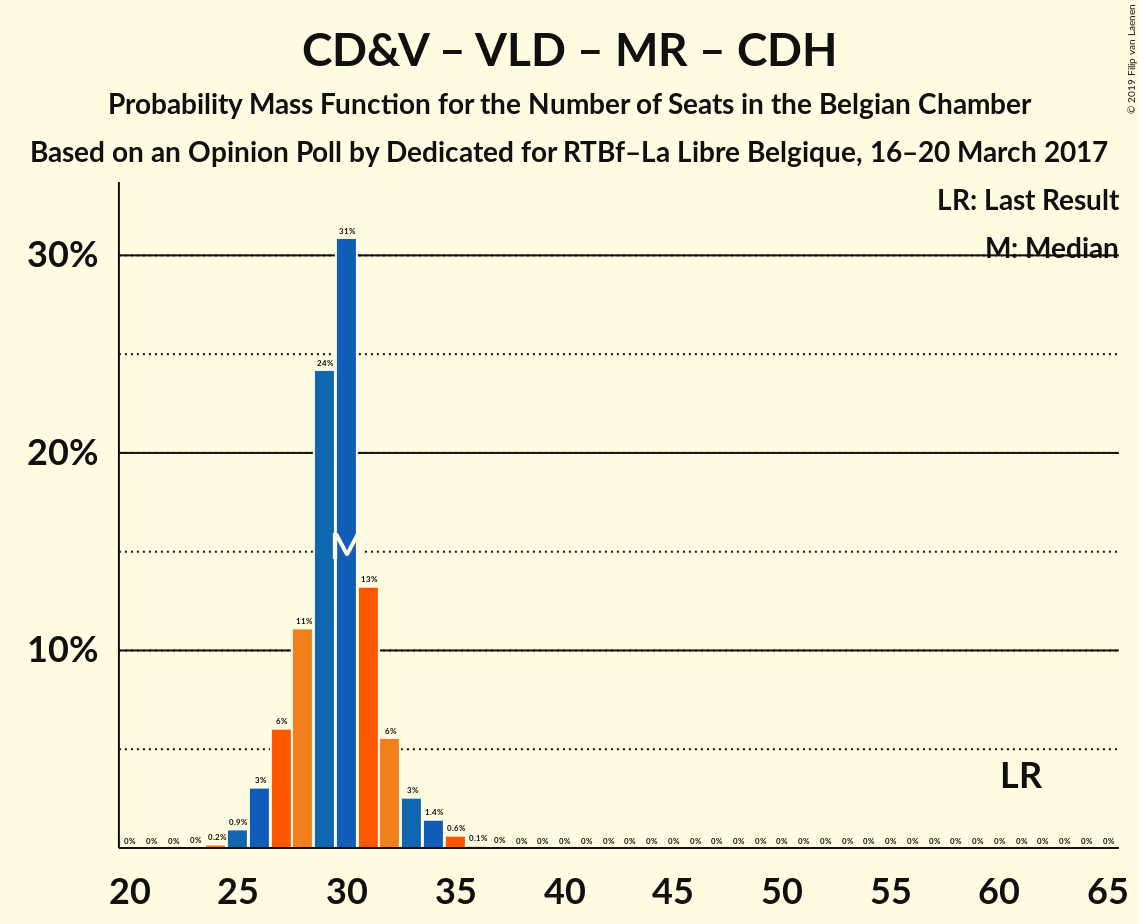 CD&V – VLD – MR – CDH
Probability Mass Function for the Number of Seats in the Belgian Chamber
Based on an Opinion Poll by Dedicated for RTBf–La Libre Belgique, 16–20 March 2017
© 2019 Filip van Laenen
LR: Last Result
M: Median
30%
20%
10%
0% 0% 0% 0% 0.2% 0.9% 3% 6% 11% 24% 31% 13% 6% 3% 1.4% 0.6% 0.1% 0% 0% 0% 0% 0% 0% 0% 0% 0% 0% 0% 0% 0% 0% 0% 0% 0% 0% 0% 0% 0% 0% 0% 0% 0% 0% 0% 0% 0%
M
LR
20 25 30 35 40 45 50 55 60 65